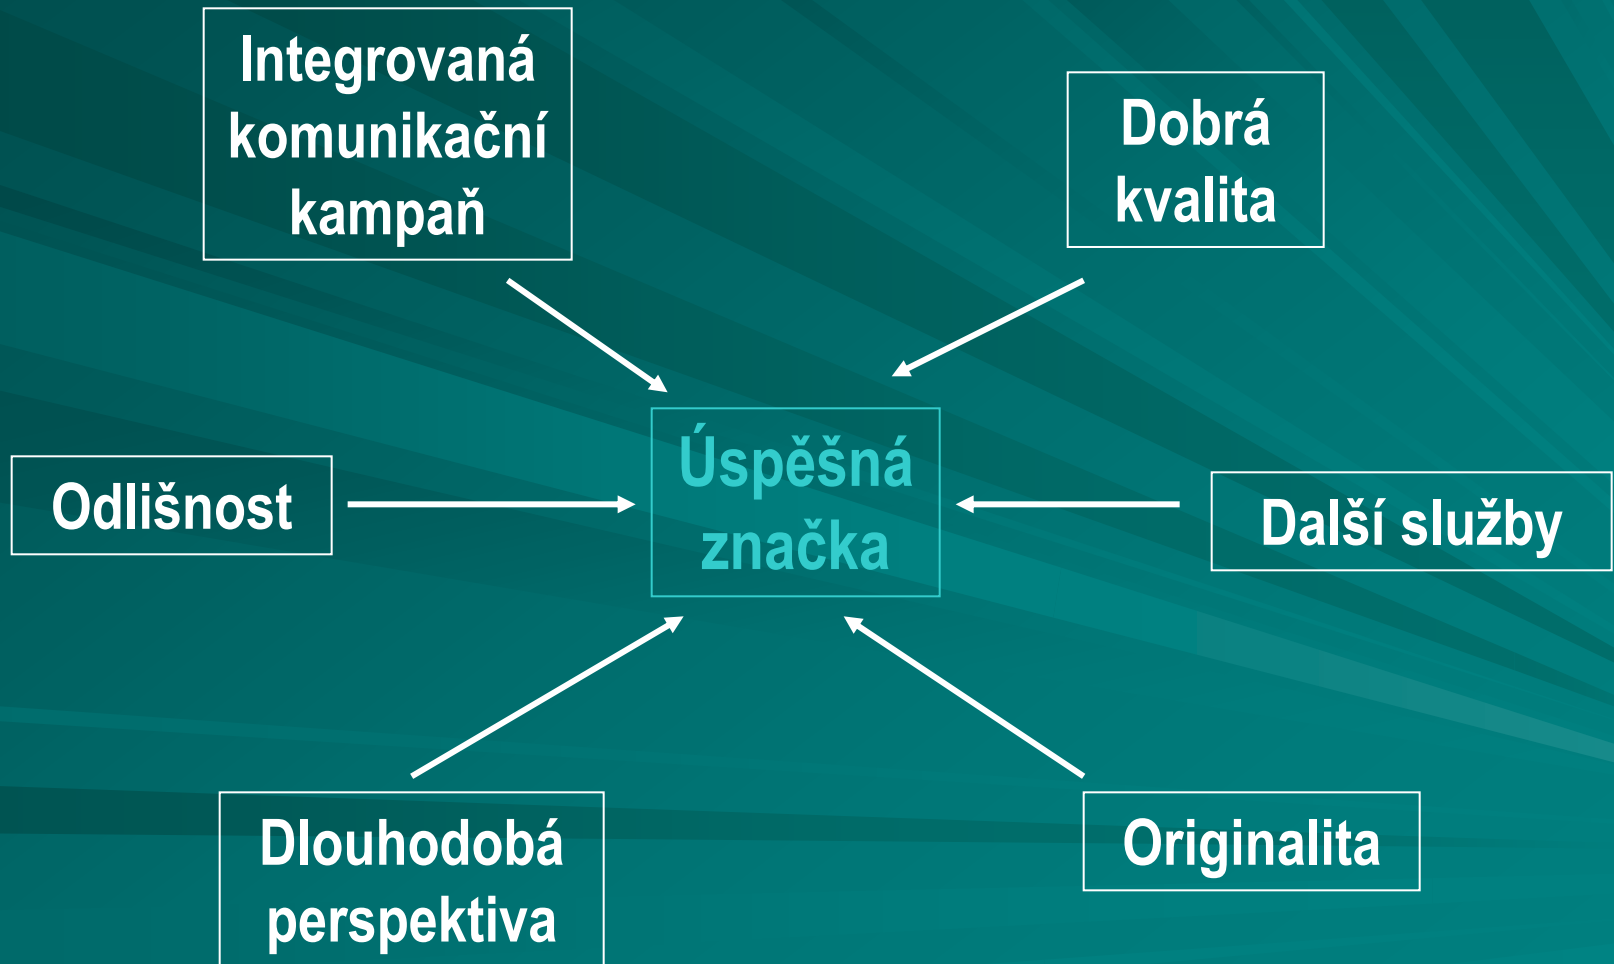 Integrovaná
komunikační
kampaň
Dobrá
kvalita
Odlišnost
Úspěšná
značka
Další služby
Dlouhodobá
perspektiva
Originalita